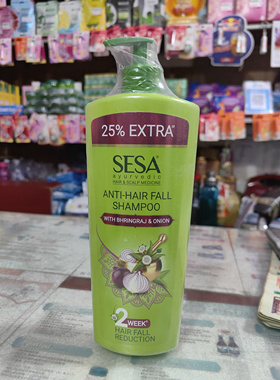 25% EXTRA*
SESA
ayurvedic
HAIR & SCALP MEDICINE
ANTI-HAIR FALL
SHAMPOO
WITH BHRINGRAJ & ONION
2
WEEK*
HAIR FALL
REDUCTION